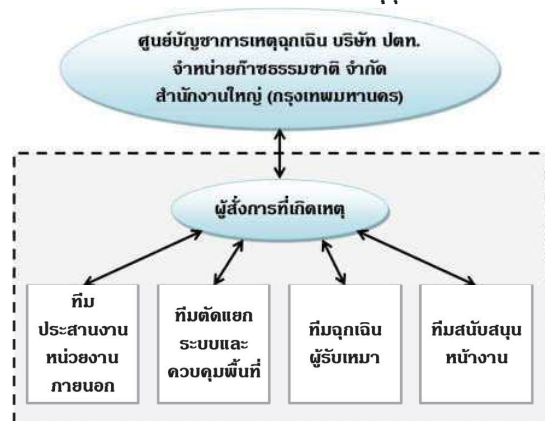 ศูนย์บัญชาการเหตุฉุกเฉิน บริษัท ปตท.
จำหน่ายก๊าซธรรมชาติ จำกัด
สำนักงานใหญ่ (กรุงเทพมหานคร)
ผู้สั่งการที่เกิดเหตุ
ทีม
ประสานงาน
หน่วยงาน
ภายนอก
ทีมตัดแยก
ระบบและ
ควบคุมพื้นที่
ทีมฉุกเฉิน
ผู้รับเหมา
ทีมสนับสนุน
หน้างาน